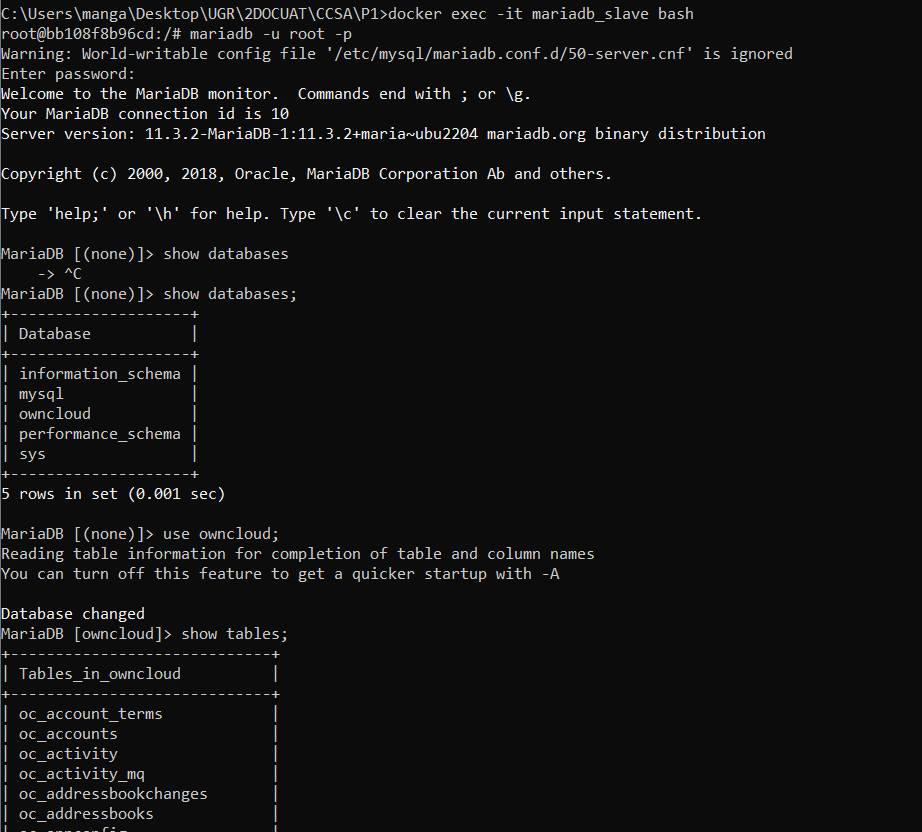 C:\Users\manga\Desktop\UGR\2DOCUAT\CCSA\P1>docker exec -it mariadb_slave bash
root@bb108f8b96cd:/# mariadb -u root -p
Warning: World-writable config file '/etc/mysql/mariadb.conf.d/50-server.cnf' is ignored
Enter password:
Welcome to the MariaDB monitor.  Commands end with ; or \g.
Your MariaDB connection id is 10
Server version: 11.3.2-MariaDB-1:11.3.2+maria~ubu2204 mariadb.org binary distribution

Copyright (c) 2000, 2018, Oracle, MariaDB Corporation Ab and others.

Type 'help;' or '\h' for help. Type '\c' to clear the current input statement.

MariaDB [(none)]> show databases
    -> ^C
MariaDB [(none)]> show databases;
+--------------------+
| Database           |
+--------------------+
| information_schema |
| mysql              |
| owncloud           |
| performance_schema |
| sys                |
+--------------------+
5 rows in set (0.001 sec)

MariaDB [(none)]> use owncloud;
Reading table information for completion of table and column names
You can turn off this feature to get a quicker startup with -A

Database changed
MariaDB [owncloud]> show tables;
+-----------------------------+
| Tables_in_owncloud          |
+-----------------------------+
| oc_account_terms            |
| oc_accounts                 |
| oc_activity                 |
| oc_activity_mq              |
| oc_addressbookchanges       |
| oc_addressbooks             |